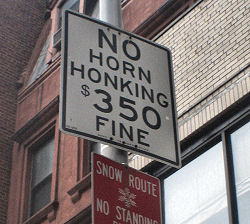 NO
HORN
HONKING
$350
FINE
SNOW ROUTE
NO STANDING